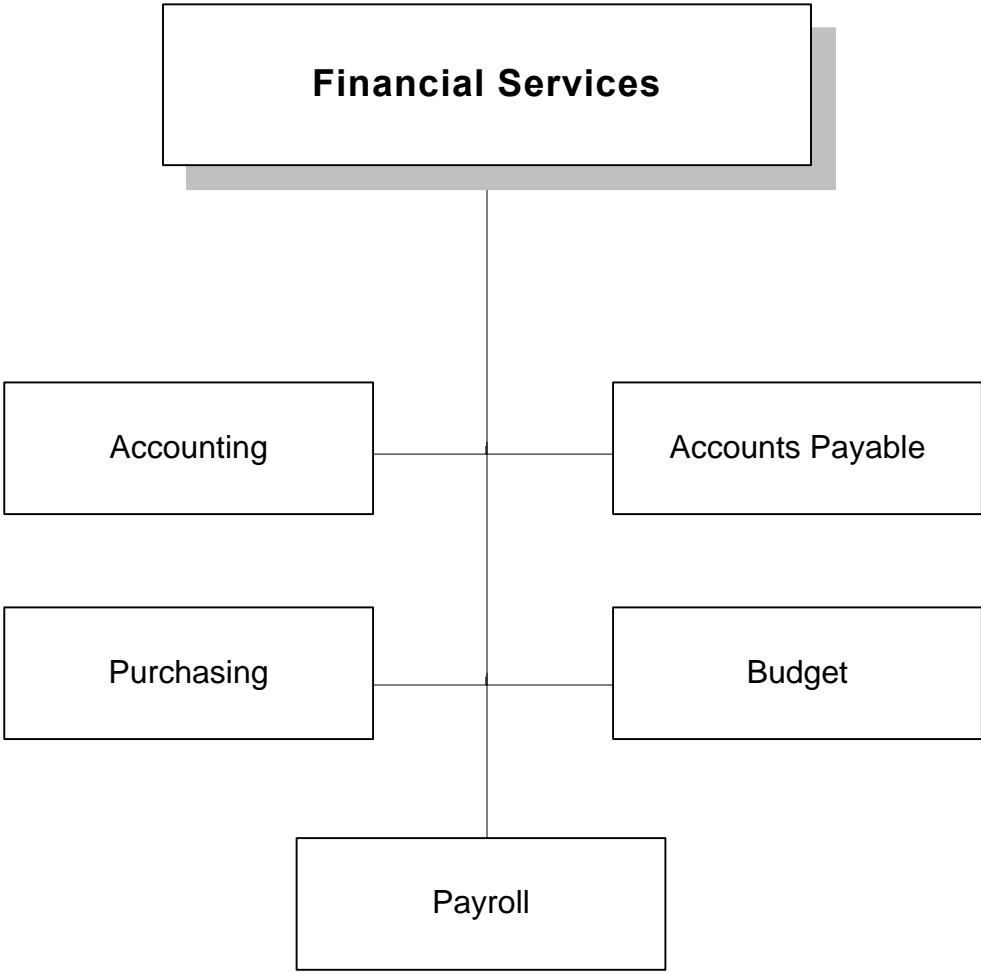 Financial Services
Accounting
Accounts Payable
Purchasing
Budget
Payroll